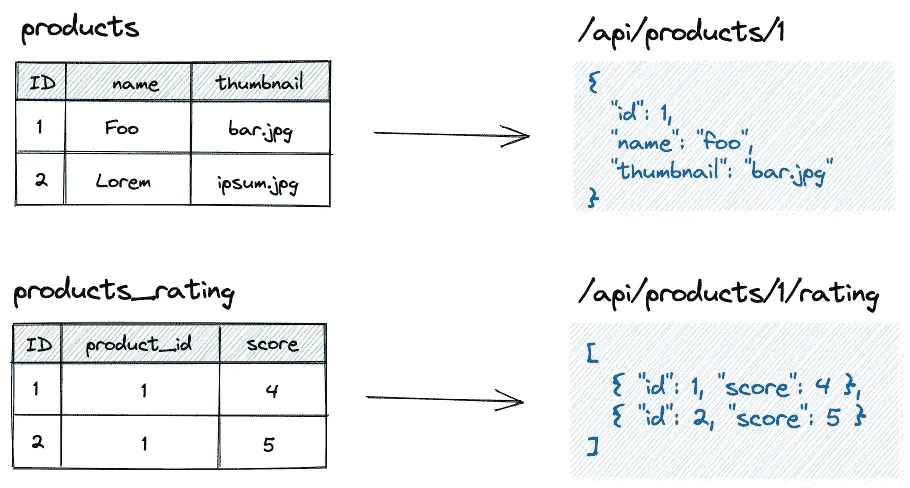 products
ID name thumbnail
1 Foo bar.jpg
2 Lorem ipsum.jpg
/api/products/1
{
"id": 1,
"name": "foo",
"thumbnail": "bar.jpg"
}
products_rating
ID product_id score
1 1 4
2 1 5
/api/products/1/rating
[
{ "id": 1, "score": 4 },
{ "id": 2, "score": 5 }
]